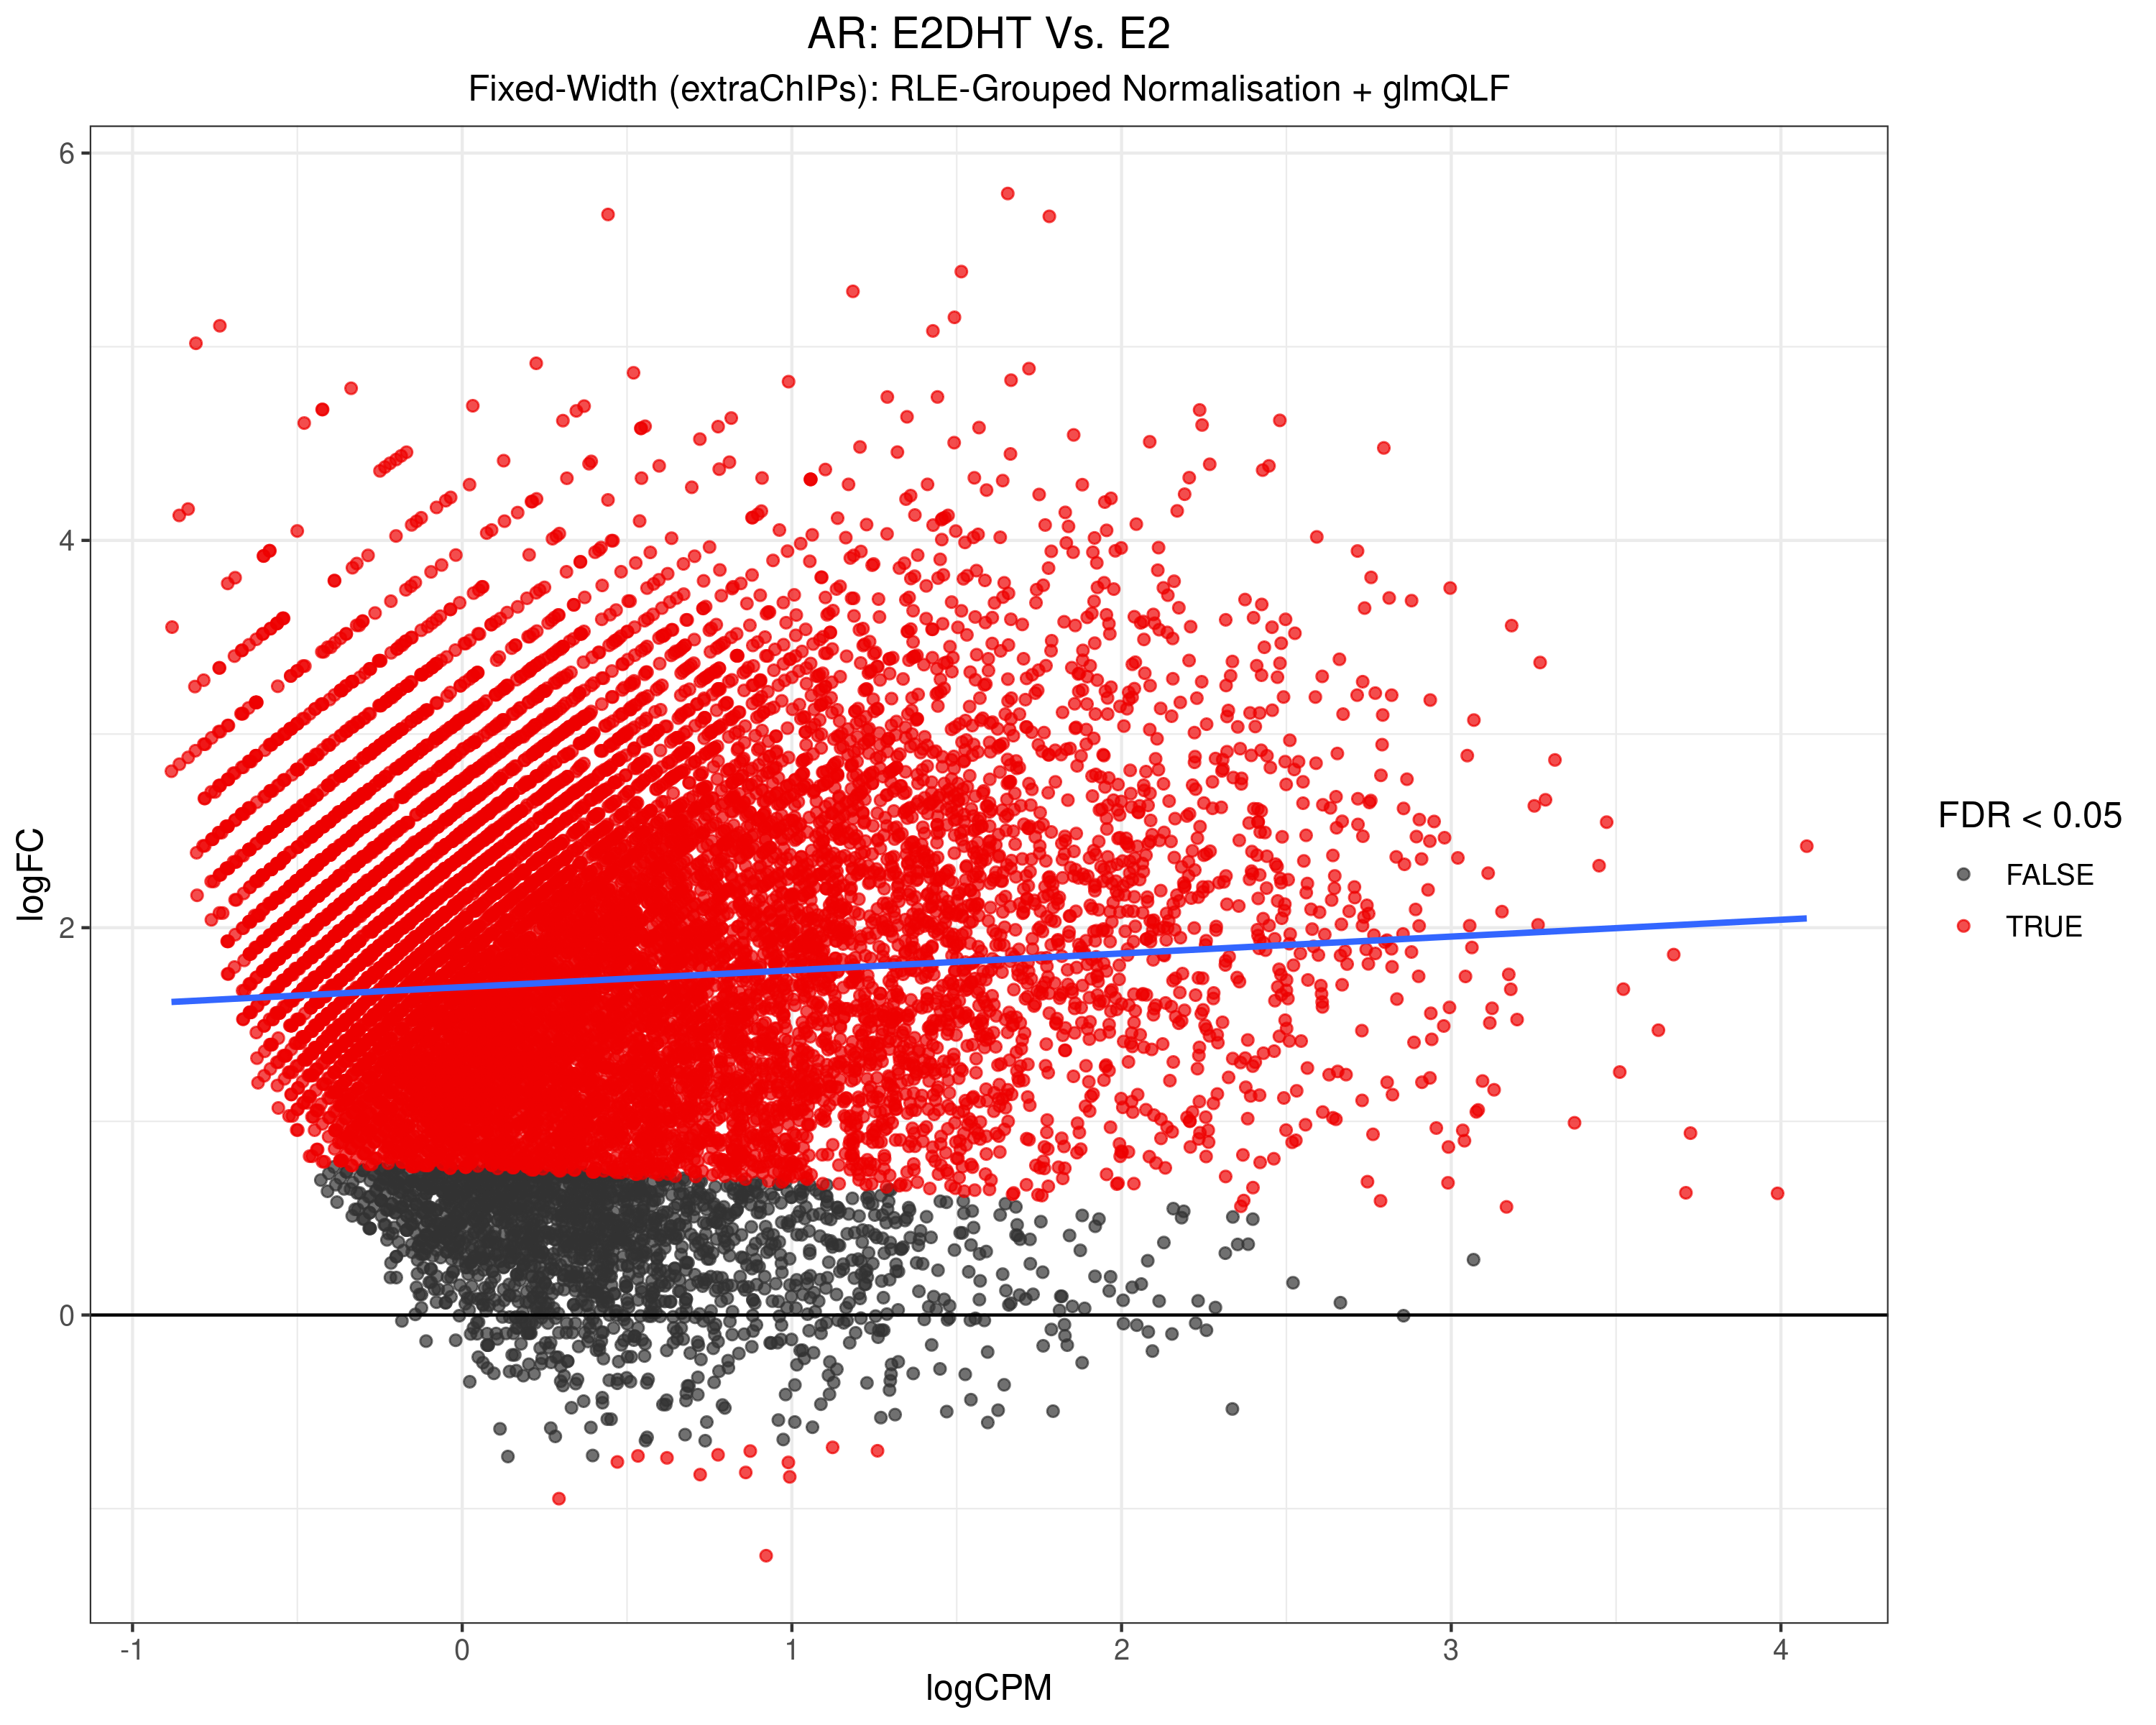 AR: E2DHT Vs. E2
Fixed-Width (extraChIPs): RLE-Grouped Normalisation + glmQLF
6
4
2
0
logFC
-1 0 1 2 3 4
logCPM
FDR < 0.05
FALSE
TRUE